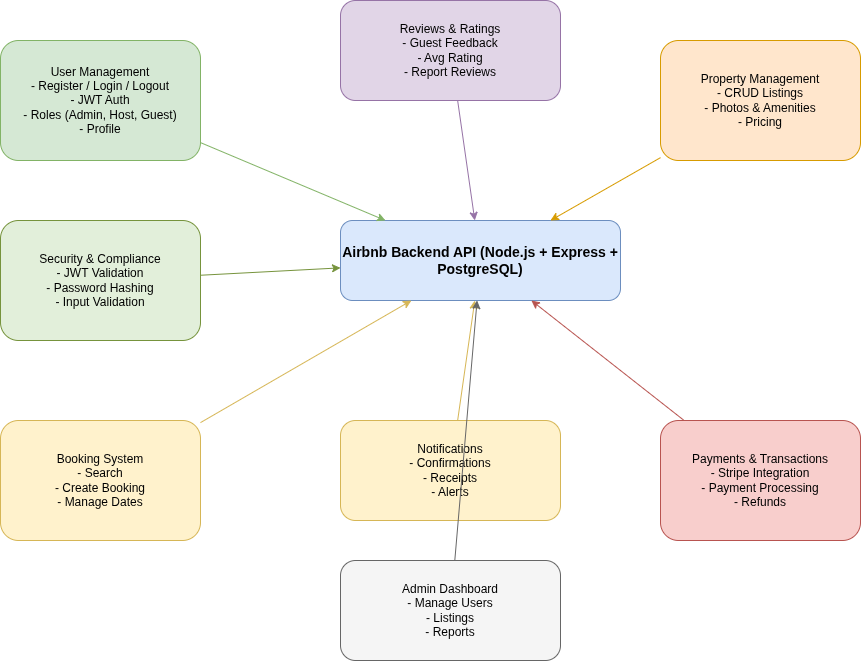 Reviews & Ratings
- Guest Feedback
- Avg Rating
- Report Reviews
User Management
- Register / Login / Logout
- JWT Auth
- Roles (Admin, Host, Guest)
- Profile
Property Management
- CRUD Listings
- Photos & Amenities
- Pricing
Security & Compliance
- JWT Validation
- Password Hashing
- Input Validation
Airbnb Backend API (Node.js + Express +
PostgreSQL)
Booking System
- Search
- Create Booking
- Manage Dates
Notifications
- Confirmations
- Receipts
- Alerts
Payments & Transactions
- Stripe Integration
- Payment Processing
- Refunds
Admin Dashboard
- Manage Users
- Listings
- Reports